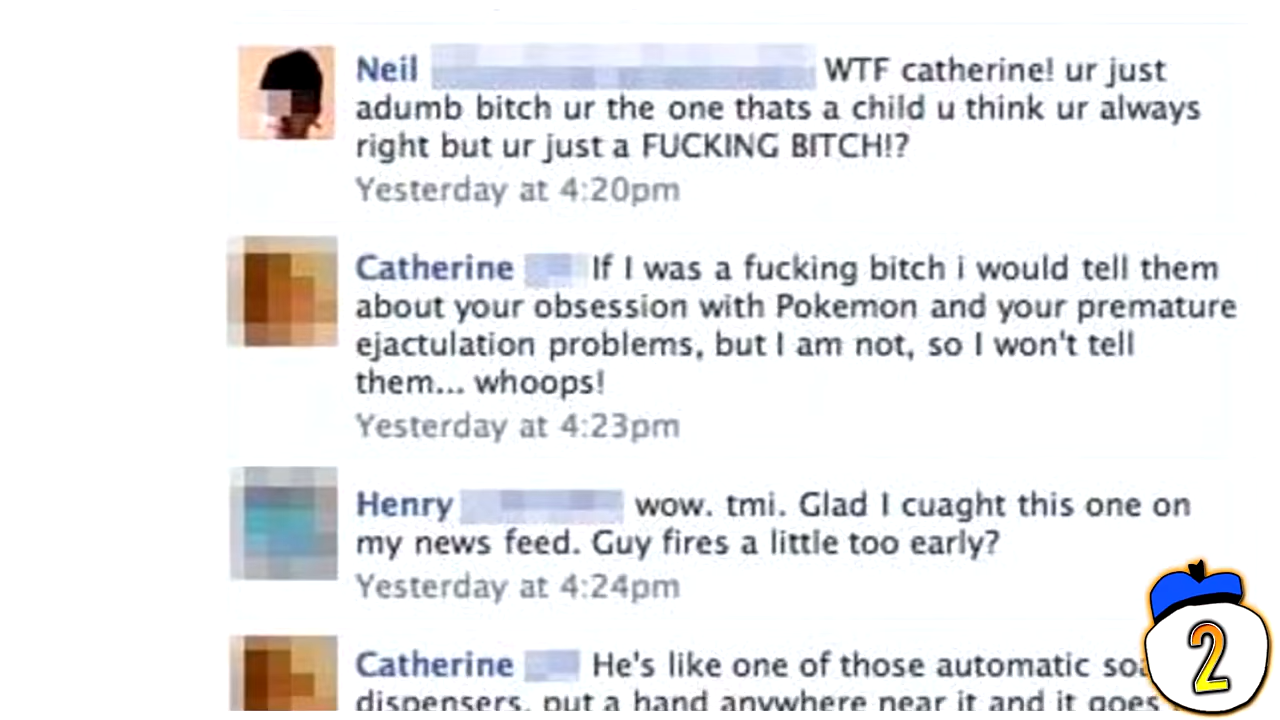 Neil WTF catherine! ur just
adumb bitch ur the one thats a child u think ur always
right but ur just a FUCKING BITCH!?
Yesterday at 4:20pm
Catherine If I was a fucking bitch i would tell them
about your obsession with Pokemon and your premature
ejactulation problems, but I am not, so I won't tell
them... whoops!
Yesterday at 4:23pm
Henry wow. tmi. Glad I cuaght this one on
my news feed. Guy fires a little too early?
Yesterday at 4:24pm
Catherine He's like one of those automatic
dispensers, put a hand anywhere near it and it goes
2